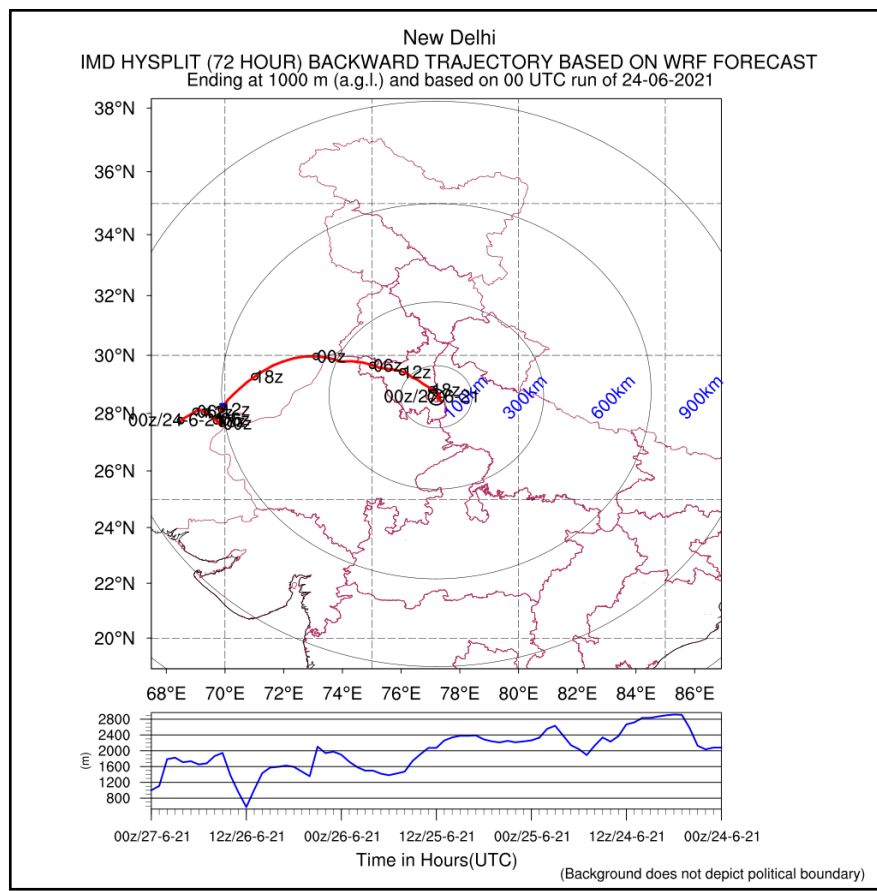 New Delhi
IMD HYSPLIT (72 HOUR) BACKWARD TRAJECTORY BASED ON WRF FORECAST
Ending at 1000 m (a.g.l.) and based on 00 UTC run of 24-06-2021
38°N
36°N
34°N
32°N
30°N
28°N
26°N
24°N
22°N
20°N
00z
06z
12z
18z
18z
12z
06z
00z
00z/24-6-21
100km
300km
600km
900km
68°E 70°E 72°E 74°E 76°E 78°E 80°E 82°E 84°E 86°E
2800
2400
2000
1600
1200
800
(m)
00z/27-6-21 12z/26-6-21 00z/26-6-21 12z/25-6-21 00z/25-6-21 12z/24-6-21 00z/24-6-21
Time in Hours(UTC)
(Background does not depict political boundary)